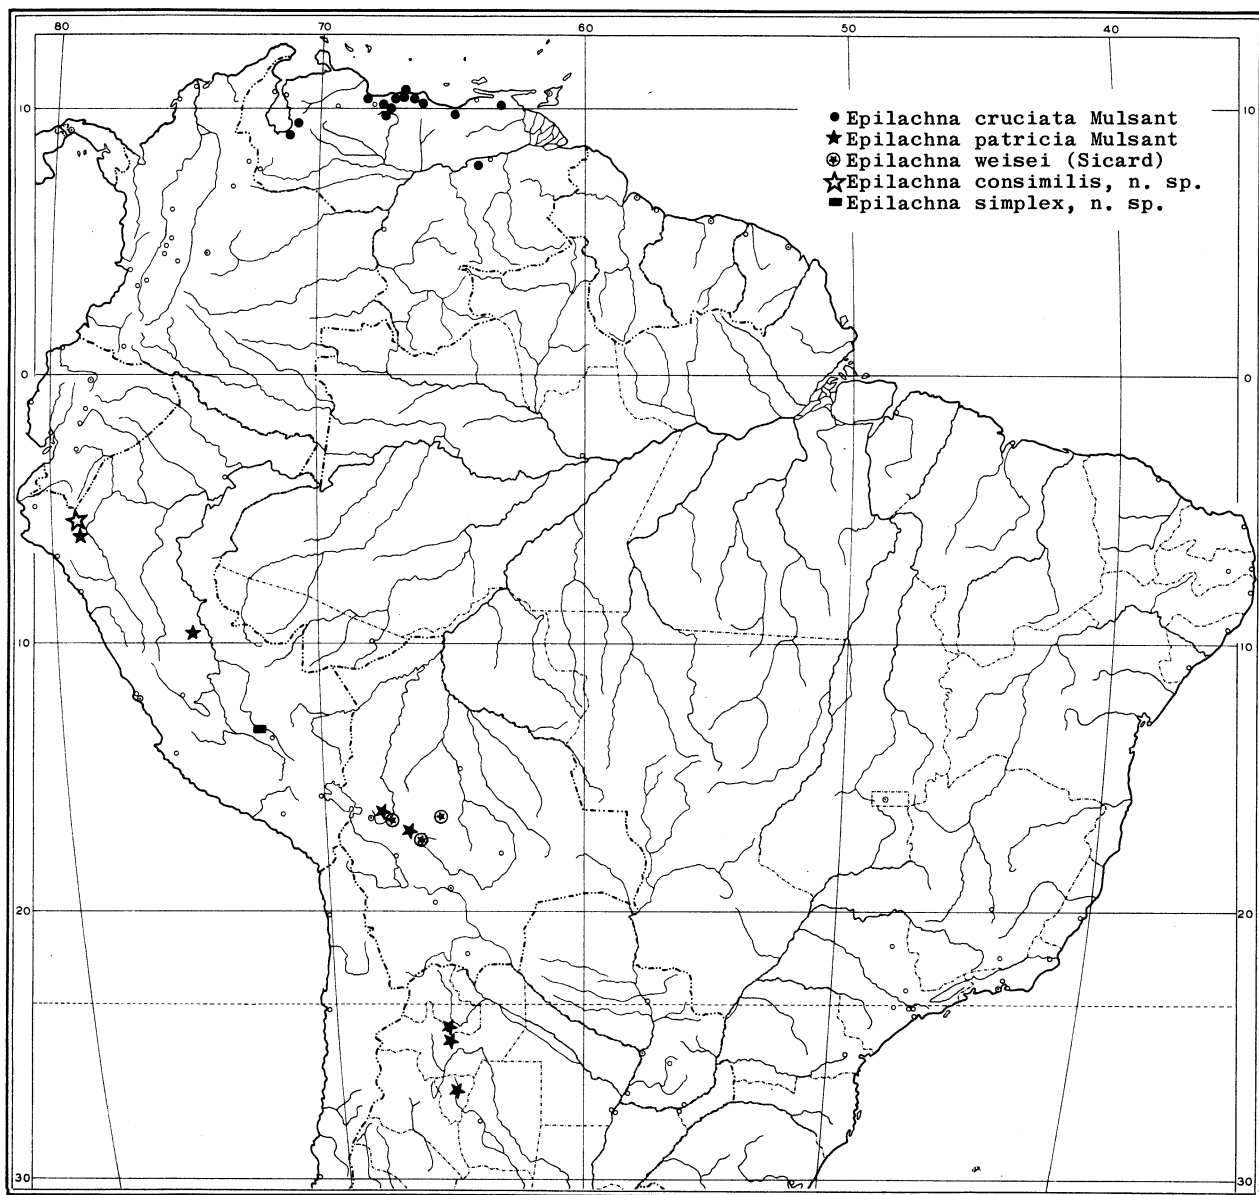 80 70 60 50 40
10 10
● Epilachna cruciata Mulsant
★ Epilachna patricia Mulsant
Epilachna weisei (Sicard)
☆ Epilachna consimilis, n. sp.
■ Epilachna simplex, n. sp.
0 0
10 10
20 20
30 30